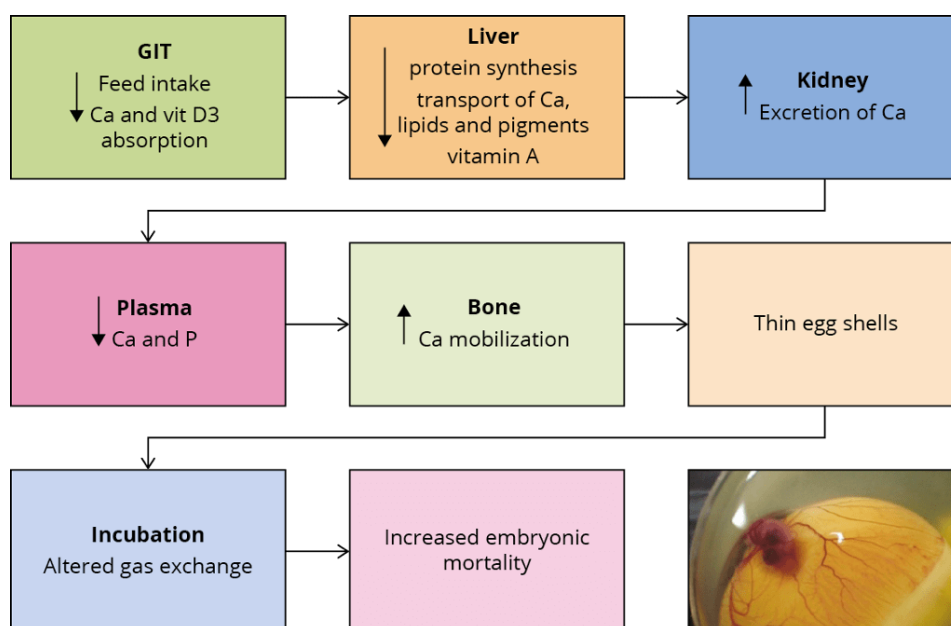 GIT
Feed intake
Ca and vit D3
absorption
Liver
protein synthesis
transport of Ca,
lipids and pigments
vitamin A
Kidney
Excretion of Ca
Plasma
Ca and P
Bone
Ca mobilization
Thin egg shells
Incubation
Altered gas exchange
Increased embryonic
mortality